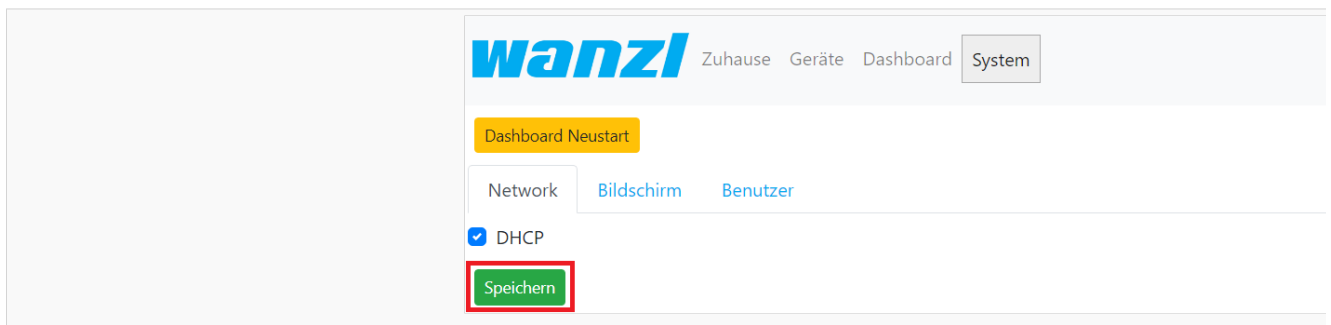 wanzl Zuhause Geräte Dashboard System
Dashboard Neustart
Network Bildschirm Benutzer
DHCP
Speichern